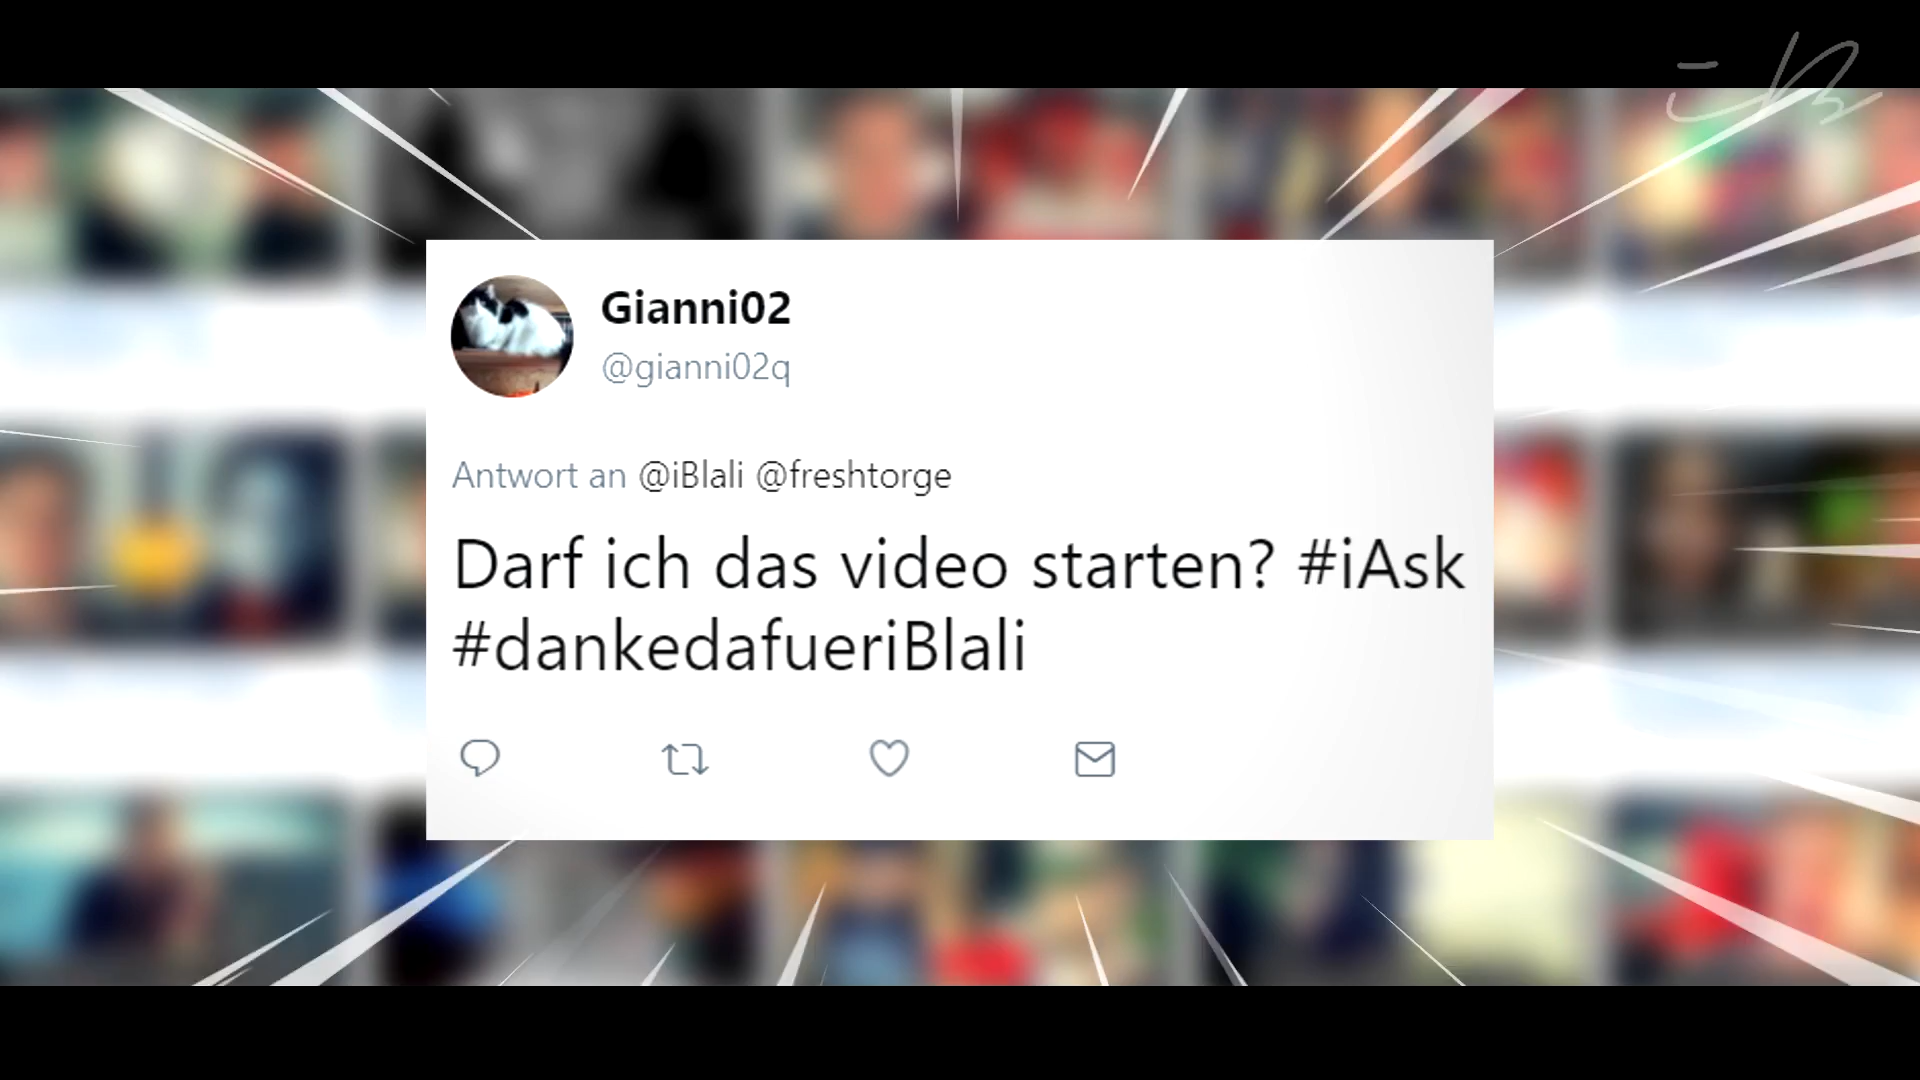 Gianni02
@gianni02q
Antwort an @iBlali @freshtorge
Darf ich das video starten? #iAsk
#dankedafueriBlali